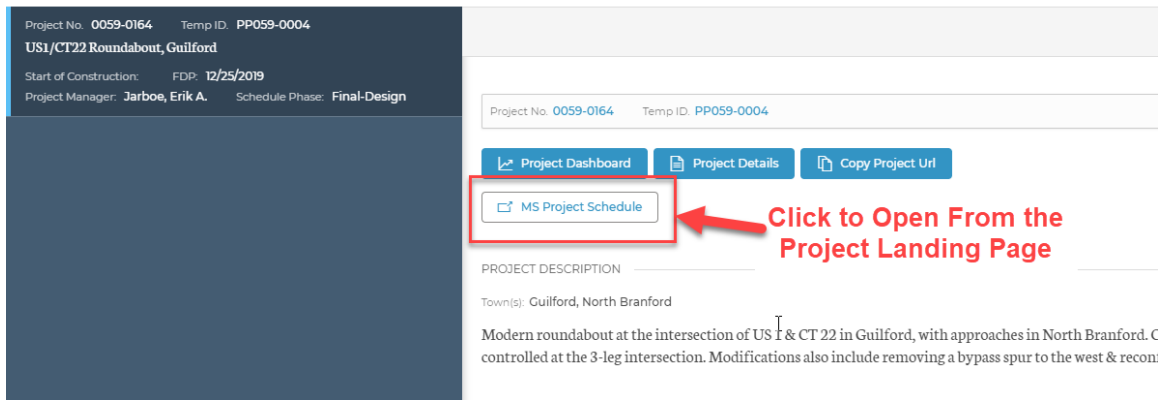 Project No. 0059-0164 Temp ID. PP059-0004
US1/CT22 Roundabout, Guilford
Start of Construction: FDP: 12/25/2019
Project Manager: Jarboe, Erik A. Schedule Phase: Final-Design
Project No. 0059-0164 Temp ID. PP059-0004
Project Dashboard Project Details Copy Project Url
MS Project Schedule
Click to Open From the
Project Landing Page
PROJECT DESCRIPTION
Town(s): Guilford, North Branford
Modern roundabout at the intersection of US 1 & CT 22 in Guilford, with approaches in North Branford.
controlled at the 3-leg intersection. Modifications also include removing a bypass spur to the west &